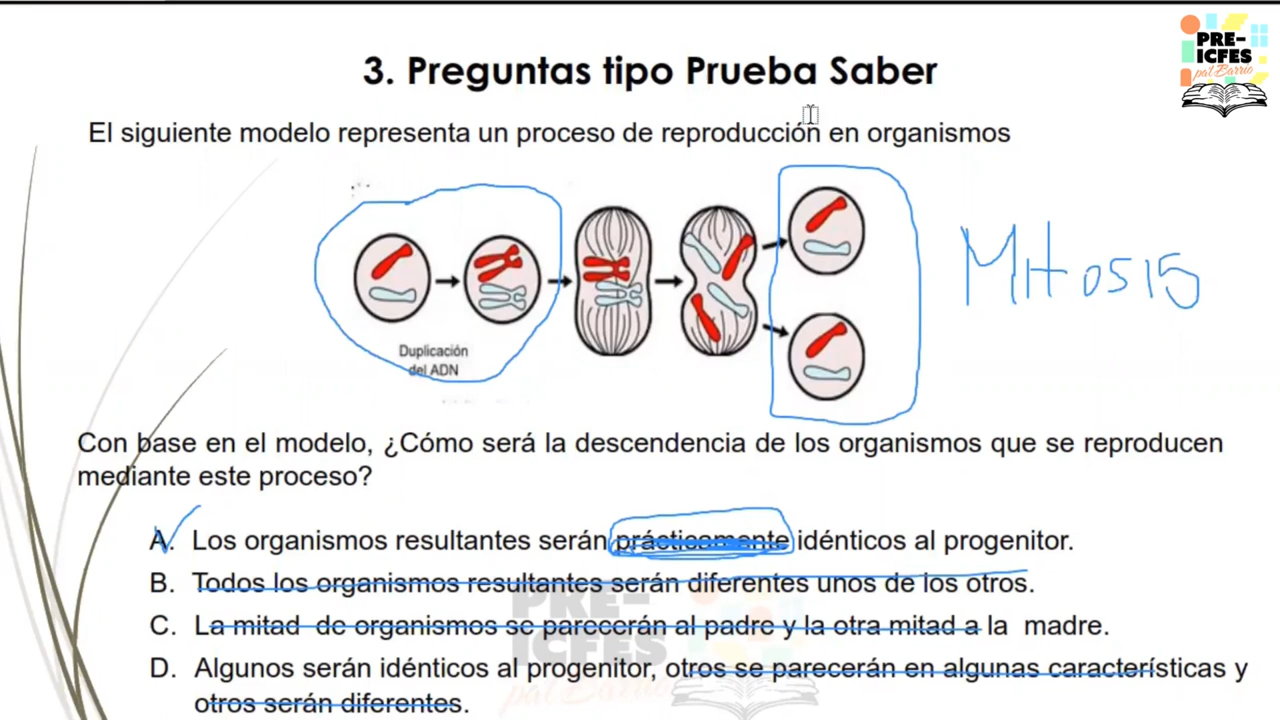 PRE-
ICFES
pal Barrio
3. Preguntas tipo Prueba Saber
El siguiente modelo representa un proceso de reproducción en organismos
Duplicación
del ADN
Mitosis
Con base en el modelo, ¿Cómo será la descendencia de los organismos que se reproducen
mediante este proceso?
A. Los organismos resultantes serán prácticamente idénticos al progenitor.
B. Todos los organismos resultantes serán diferentes unos de los otros.
C. La mitad de organismos se parecerán al padre y la otra mitad a la madre.
D. Algunos serán idénticos al progenitor, otros se parecerán en algunas características y
otros serán diferentes.
PRE-
ICFES
pal Barrio